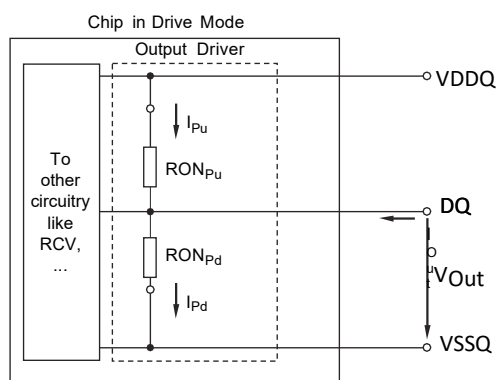 Chip in Drive Mode
Output Driver
VDDQ
IPu
To
other
circuitry
like
RCV,
...
RONPu
DQ
IOut
RONPd
VOut
IPd
VSSQ